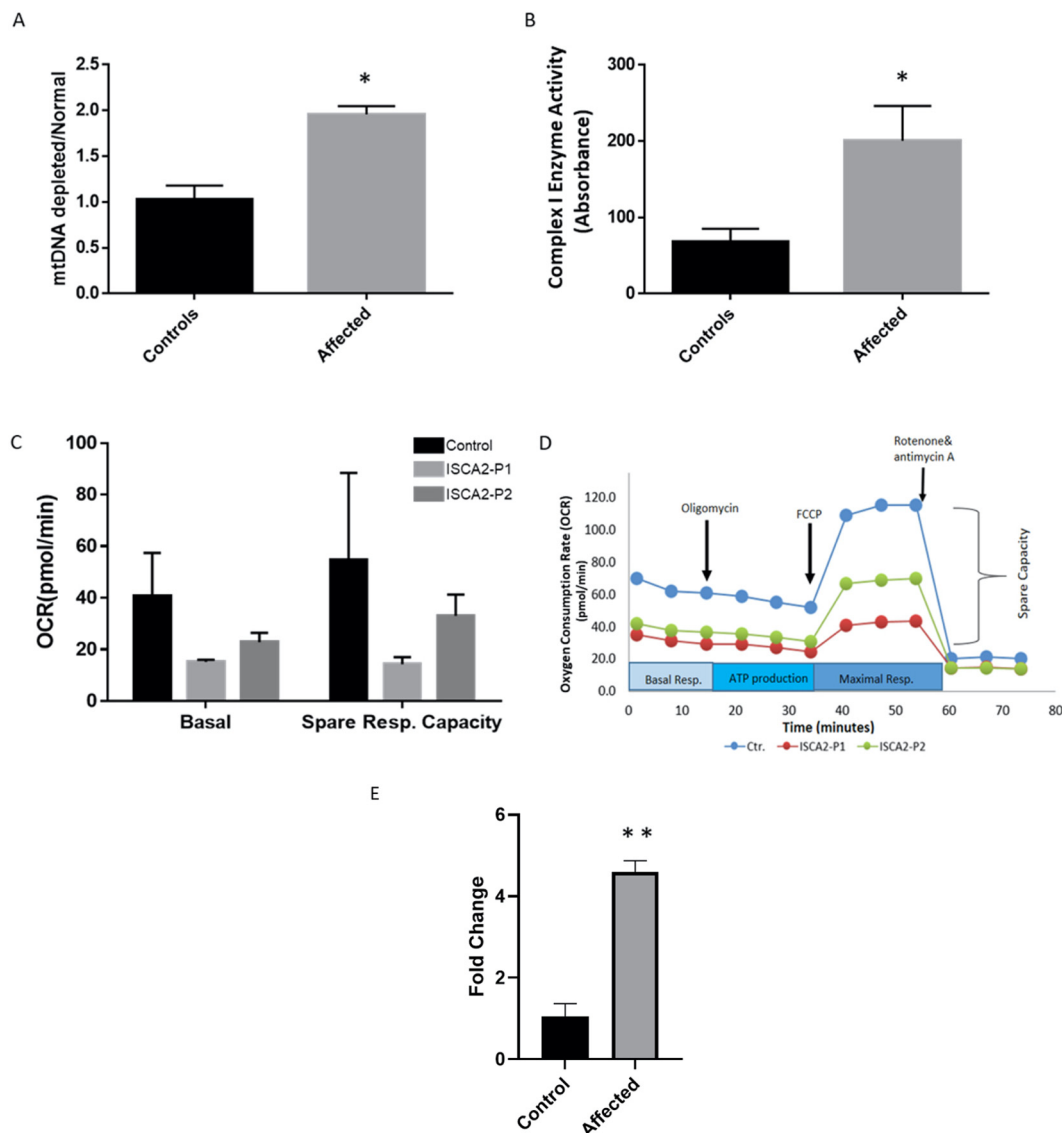 A
mtDNA depleted/Normal
2.5
2.0
1.5
1.0
0.5
0.0
*
Controls
Affected
B
Complex I Enzyme Activity
(Absorbance)
300
200
100
0
*
Controls
Affected
C
OCR(pmol/min)
100
80
60
40
20
0
Control
ISCA2-P1
ISCA2-P2
Basal
Spare Resp. Capacity
D
Rotenone&
antimycin A
Oligomycin
FCCP
Oxygen Consumption Rate (OCR)
(pmol/min)
120.0
100.0
80.0
60.0
40.0
20.0
0.0
Spare Capacity
Basal Resp.
ATP production
Maximal Resp.
0 10 20 30 40 50 60 70 80
Time (minutes)
Ctr. ISCA2-P1 ISCA2-P2
E
Fold Change
6
4
2
0
* *
Control
Affected